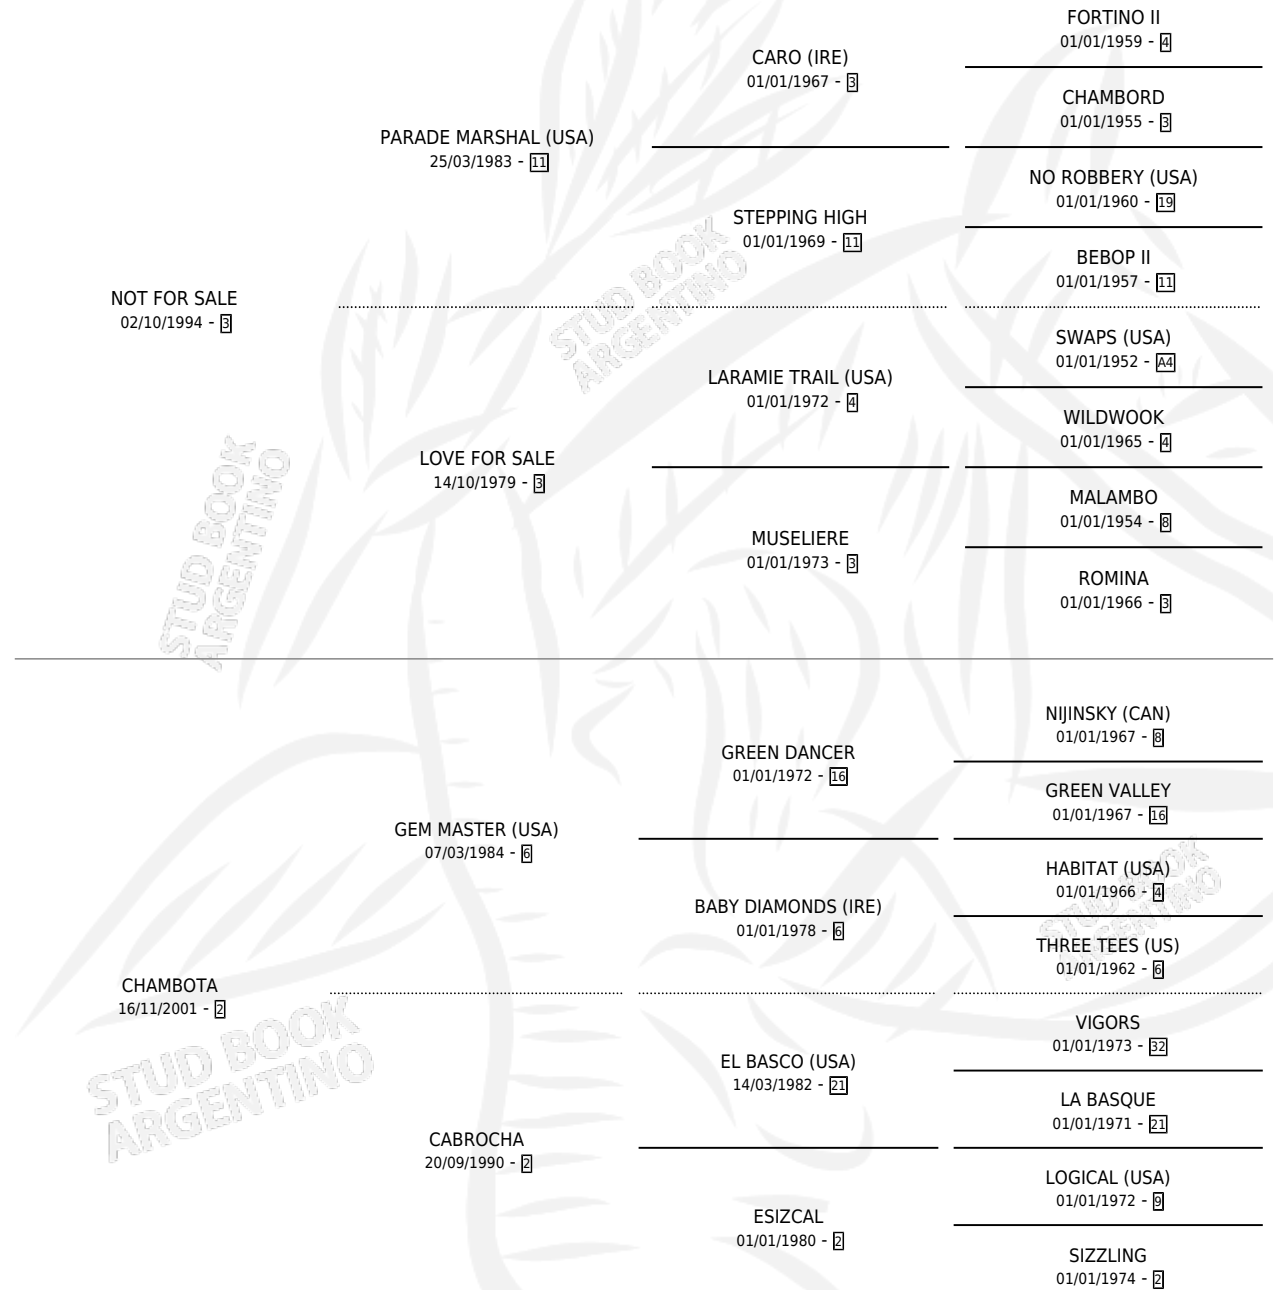 FORTINO II
01/01/1959 - 4
CARO (IRE)
01/01/1967 - 3
CHAMBORD
01/01/1955 - 3
PARADE MARSHAL (USA)
25/03/1983 - 11
NO ROBBERY (USA)
01/01/1960 - 19
STEPPING HIGH
01/01/1969 - 11
BEBOP II
01/01/1957 - 11
NOT FOR SALE
02/10/1994 - 3
STUD BOOK
ARGENTINO
SWAPS (USA)
01/01/1952 - A4
LARAMIE TRAIL (USA)
01/01/1972 - 4
WILDWOOK
01/01/1965 - 4
LOVE FOR SALE
14/10/1979 - 3
MALAMBO
01/01/1954 - 8
MUSELIERE
01/01/1973 - 3
ROMINA
01/01/1966 - 3
STUD BOOK
ARGENTINO
NIJINSKY (CAN)
01/01/1967 - 8
GREEN DANCER
01/01/1972 - 16
GREEN VALLEY
01/01/1967 - 16
GEM MASTER (USA)
07/03/1984 - 6
HABITAT (USA)
01/01/1966 - 4
BABY DIAMONDS (IRE)
01/01/1978 - 6
STUD BOOK
ARGENTINO
THREE TEES (US)
01/01/1962 - 6
CHAMBOTA
16/11/2001 - 2
STUD BOOK
ARGENTINO
VIGORS
01/01/1973 - 32
EL BASCO (USA)
14/03/1982 - 21
LA BASQUE
01/01/1971 - 21
CABROCHA
20/09/1990 - 2
LOGICAL (USA)
01/01/1972 - 9
ESIZCAL
01/01/1980 - 2
SIZZLING
01/01/1974 - 2